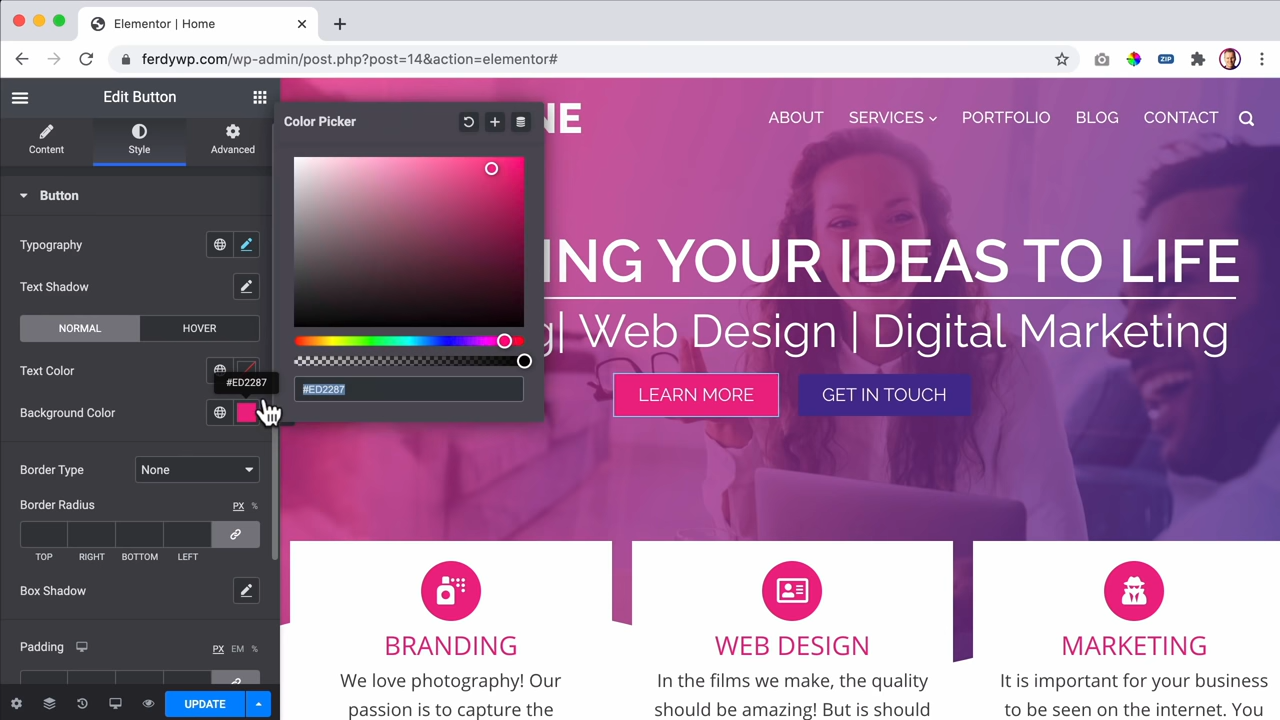 Elementor | Home
ferdywp.com/wp-admin/post.php?post=14&action=elementor#
ZIP
Edit Button
Content
Style
Advanced
Button
Typography
Text Shadow
NORMAL
HOVER
Text Color
#ED2287
Background Color
Border Type
None
Border Radius
PX %
TOP RIGHT BOTTOM LEFT
Box Shadow
Padding
PX EM %
UPDATE
Color Picker
#ED2287
NE
ABOUT SERVICES PORTFOLIO BLOG CONTACT
ING YOUR IDEAS TO LIFE
g| Web Design | Digital Marketing
LEARN MORE
GET IN TOUCH
BRANDING
We love photography! Our
passion is to capture the
WEB DESIGN
In the films we make, the quality
should be amazing! But is should
MARKETING
It is important for your business
to be seen on the internet. You